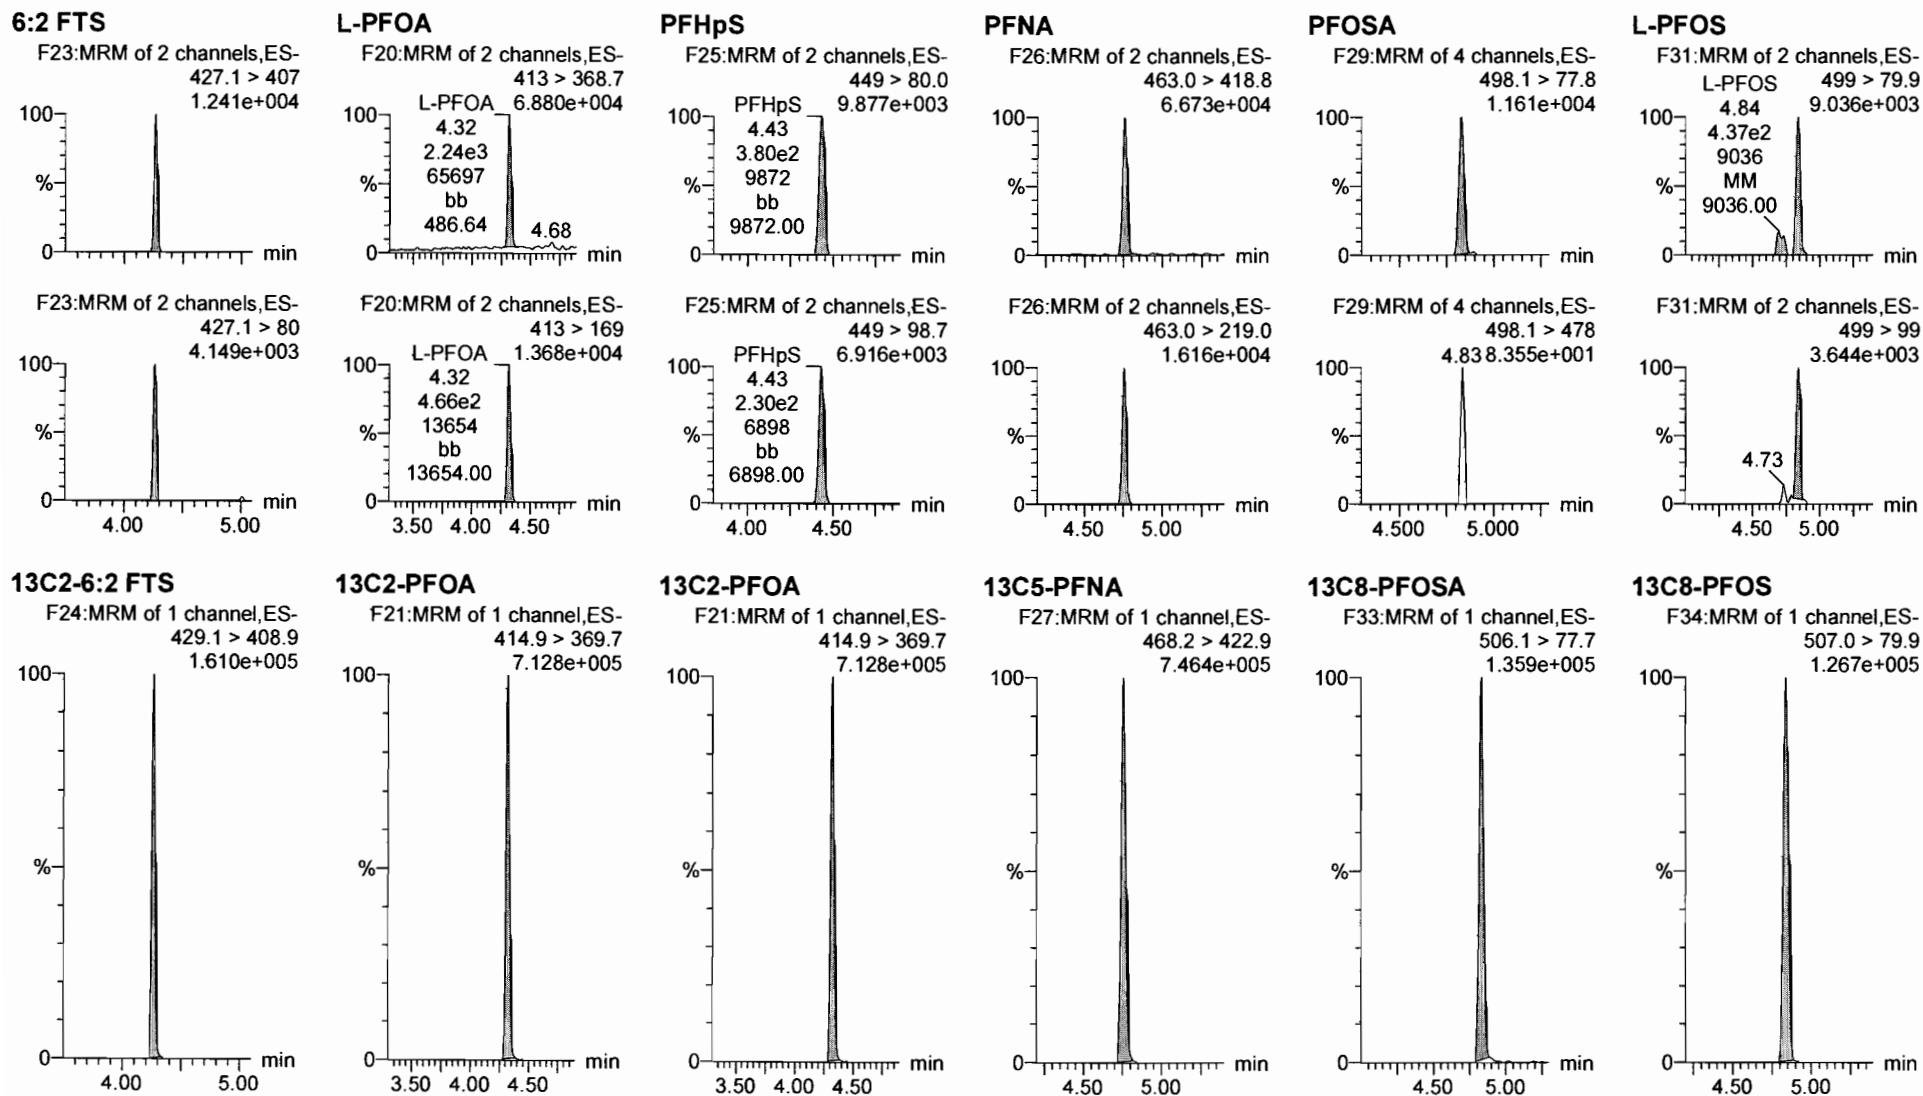 6:2 FTS
F23:MRM of 2 channels,ES-
427.1 > 407
1.241e+004
100
%
0
min
L-PFOA
F20:MRM of 2 channels,ES-
413 > 368.7
L-PFOA 6.880e+004
100
4.32
2.24e3
65697
%
bb
486.64
4.68
0
min
PFHpS
F25:MRM of 2 channels,ES-
449 > 80.0
PFHpS 9.877e+003
100
4.43
3.80e2
%
9872
bb
9872.00
0
min
PFNA
F26:MRM of 2 channels,ES-
463.0 > 418.8
6.673e+004
100
%
0
min
PFOSA
F29:MRM of 4 channels,ES-
498.1 > 77.8
1.161e+004
100
%
0
min
L-PFOS
F31:MRM of 2 channels,ES-
499 > 79.9
L-PFOS
4.84 9.036e+003
100
4.37e2
9036
%
MM
9036.00
0
min
F23:MRM of 2 channels,ES-
427.1 > 80
4.149e+003
100
%
0
min
4.00 5.00
F20:MRM of 2 channels,ES-
413 > 169
L-PFOA 1.368e+004
100
4.32
4.66e2
13654
%
bb
13654.00
0
min
3.50 4.00 4.50
F25:MRM of 2 channels,ES-
449 > 98.7
PFHpS 6.916e+003
100
4.43
2.30e2
%
6898
bb
6898.00
0
min
4.00 4.50
F26:MRM of 2 channels,ES-
463.0 > 219.0
1.616e+004
100
%
0
min
4.50 5.00
F29:MRM of 4 channels,ES-
498.1 > 478
4.83 8.355e+001
100
%
0
min
4.500 5.000
F31:MRM of 2 channels,ES-
499 > 99
3.644e+003
100
%
4.73
0
min
4.50 5.00
13C2-6:2 FTS
F24:MRM of 1 channel,ES-
429.1 > 408.9
1.610e+005
100
%
0
min
4.00 5.00
13C2-PFOA
F21:MRM of 1 channel,ES-
414.9 > 369.7
7.128e+005
100
%
0
min
3.50 4.00 4.50
13C2-PFOA
F21:MRM of 1 channel,ES-
414.9 > 369.7
7.128e+005
100
%
0
min
3.50 4.00 4.50
13C5-PFNA
F27:MRM of 1 channel,ES-
468.2 > 422.9
7.464e+005
100
%
0
min
4.50 5.00
13C8-PFOSA
F33:MRM of 1 channel,ES-
506.1 > 77.7
1.359e+005
100
%
0
min
4.50 5.00
13C8-PFOS
F34:MRM of 1 channel,ES-
507.0 > 79.9
1.267e+005
100
%
0
min
4.50 5.00